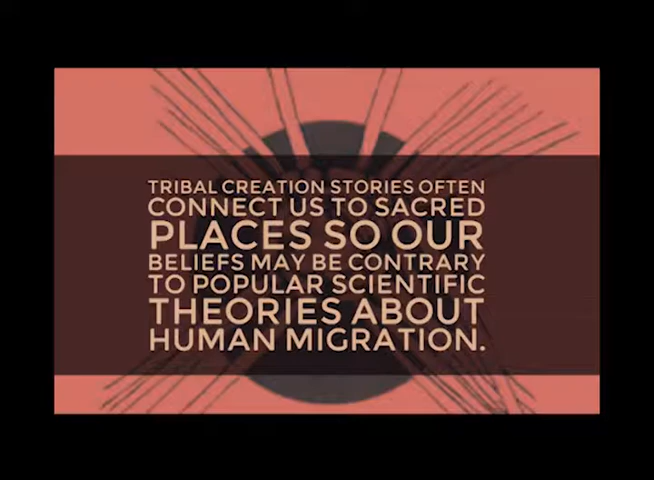 TRIBAL CREATION STORIES OFTEN
CONNECT US TO SACRED
PLACES SO OUR
BELIEFS MAY BE CONTRARY
TO POPULAR SCIENTIFIC
THEORIES ABOUT
HUMAN MIGRATION.